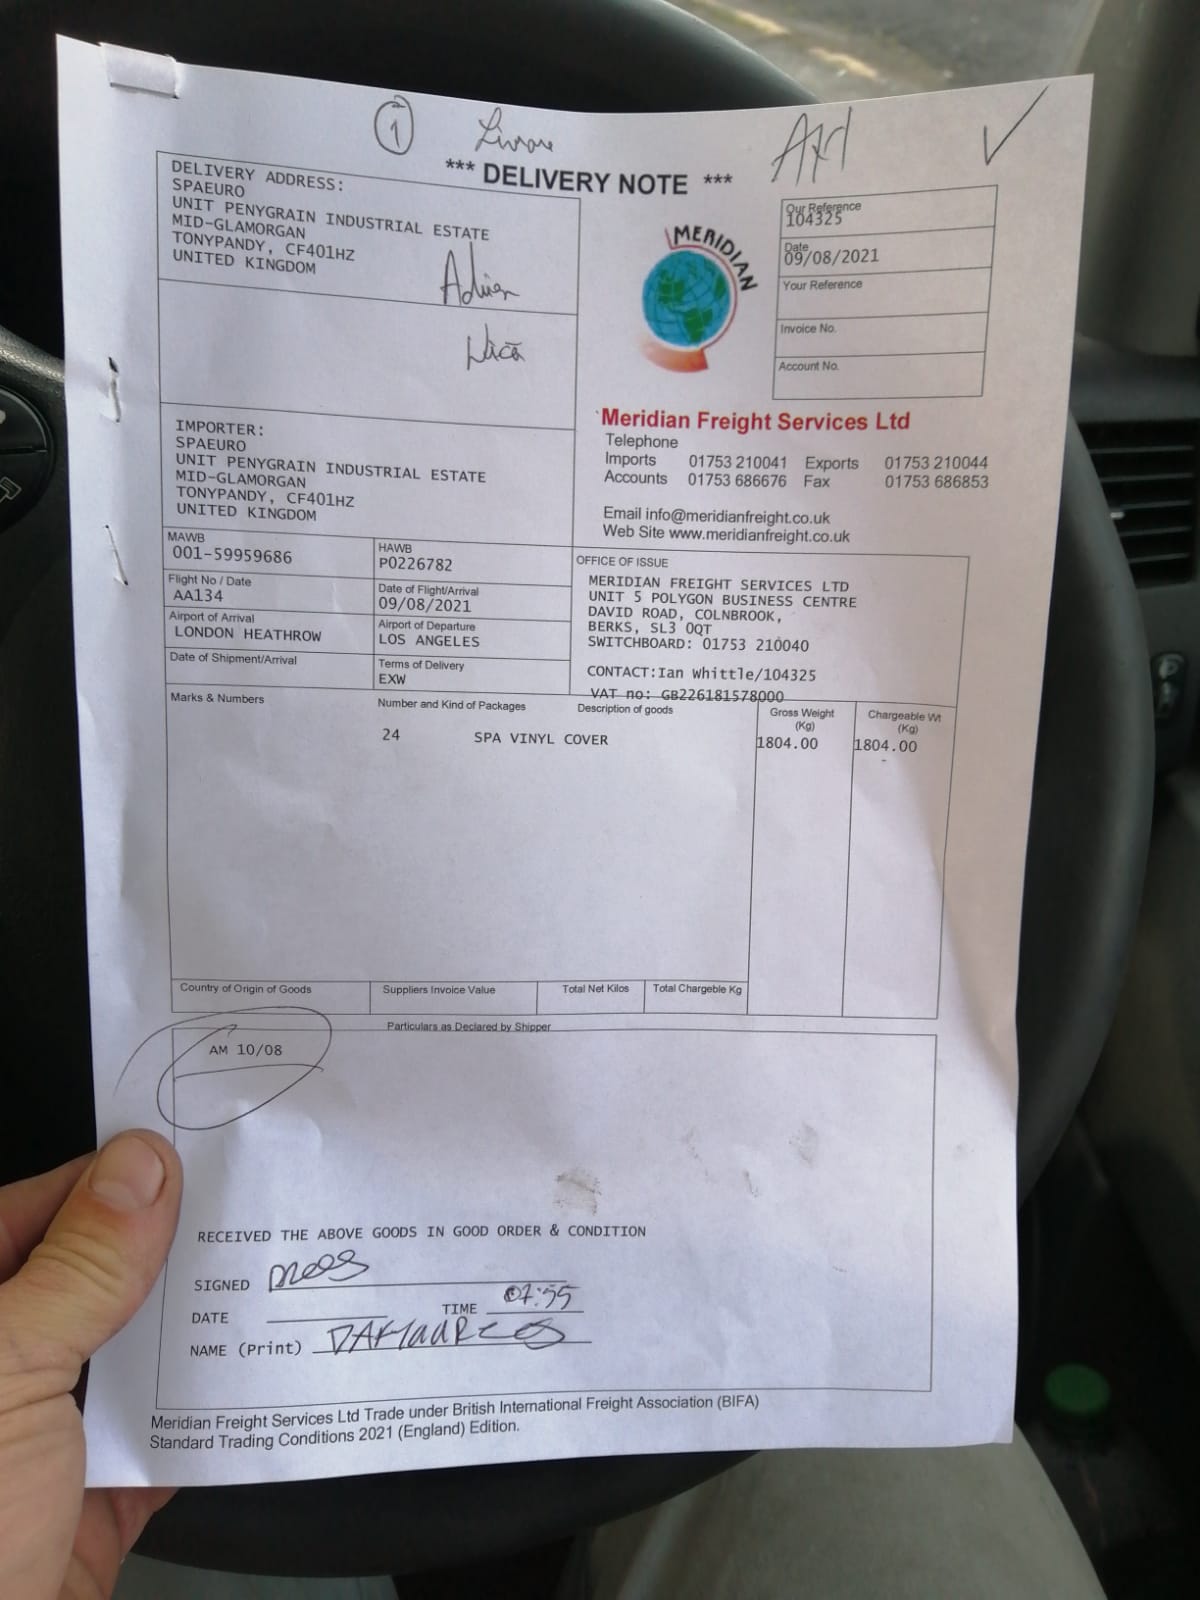 1
*** DELIVERY NOTE ***
DELIVERY ADDRESS:
SPAEURO
UNIT PENYGRAIN INDUSTRIAL ESTATE
MID-GLAMORGAN
TONYPANDY, CF401HZ
UNITED KINGDOM
Adrian
MERIDIAN
Our Reference
104325
Date
09/08/2021
Your Reference
Invoice No.
Account No.
IMPORTER:
SPAEURO
UNIT PENYGRAIN INDUSTRIAL ESTATE
MID-GLAMORGAN
TONYPANDY, CF401HZ
UNITED KINGDOM
Meridian Freight Services Ltd
Telephone
Imports 01753 210041 Exports 01753 210044
Accounts 01753 686676 Fax 01753 686853
Email info@meridianfreight.co.uk
Web Site www.meridianfreight.co.uk
MAWB
001-59959686
HAWB
P0226782
Flight No / Date
AA134
Date of Flight/Arrival
09/08/2021
Airport of Arrival
LONDON HEATHROW
Airport of Departure
LOS ANGELES
Date of Shipment/Arrival
Terms of Delivery
EXW
OFFICE OF ISSUE
MERIDIAN FREIGHT SERVICES LTD
UNIT 5 POLYGON BUSINESS CENTRE
DAVID ROAD, COLNBROOK,
BERKS, SL3 0QT
SWITCHBOARD: 01753 210040
CONTACT:Ian Whittle/104325
VAT no: GB226181578000
Marks & Numbers
Number and Kind of Packages
Description of goods
Gross Weight
(Kg)
Chargeable Wt
(Kg)
24 SPA VINYL COVER 1804.00 1804.00
Country of Origin of Goods
Suppliers Invoice Value
Total Net Kilos
Total Chargeble Kg
Particulars as Declared by Shipper
AM 10/08
RECEIVED THE ABOVE GOODS IN GOOD ORDER & CONDITION
SIGNED
DATE
TIME 07:55
NAME (Print)
Meridian Freight Services Ltd Trade under British International Freight Association (BIFA)
Standard Trading Conditions 2021 (England) Edition.